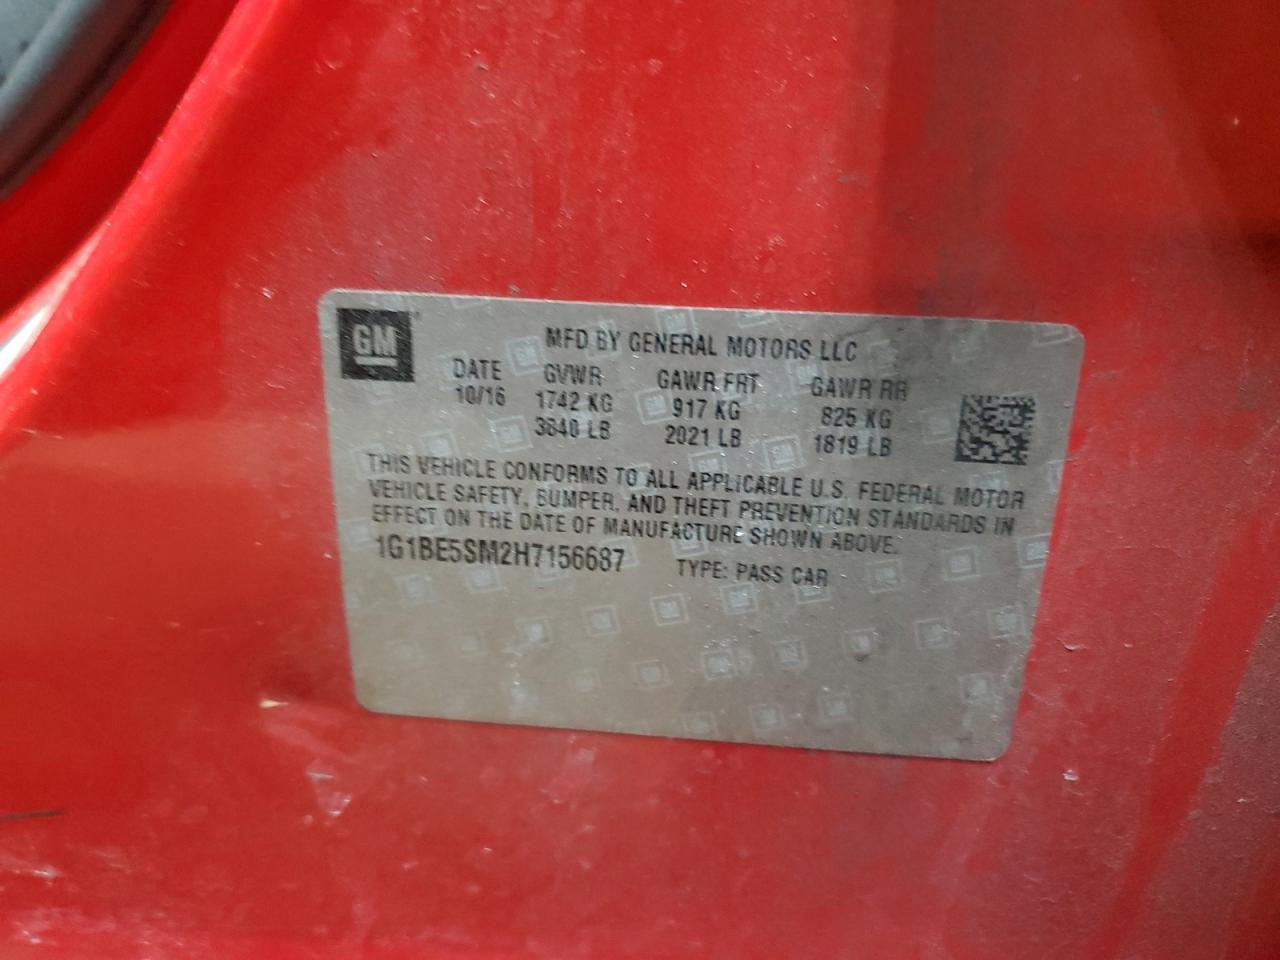 GM
MFD BY GENERAL MOTORS LLC
DATE GVWR GAWR FRT GAWR RR
10/16 1742 KG 917 KG 825 KG
3840 LB 2021 LB 1819 LB
THIS VEHICLE CONFORMS TO ALL APPLICABLE U.S. FEDERAL MOTOR
VEHICLE SAFETY, BUMPER, AND THEFT PREVENTION STANDARDS IN
EFFECT ON THE DATE OF MANUFACTURE SHOWN ABOVE.
1G1BE5SM2H7156687 TYPE: PASS CAR